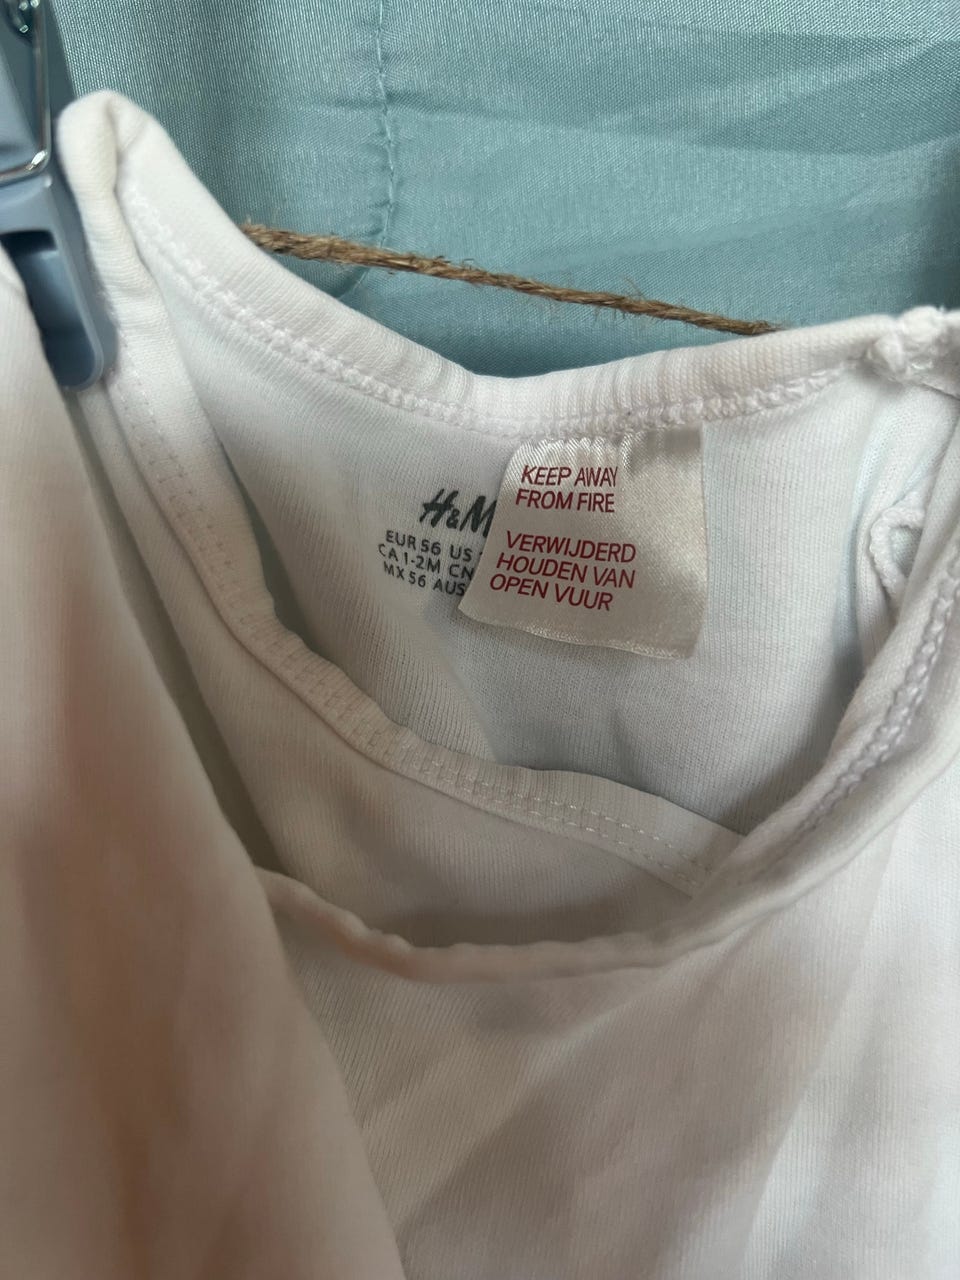 H&M
EUR 56 US
CA 1-2M CN
MX 56 AUS
KEEP AWAY
FROM FIRE
VERWIJDERD
HOUDEN VAN
OPEN VUUR